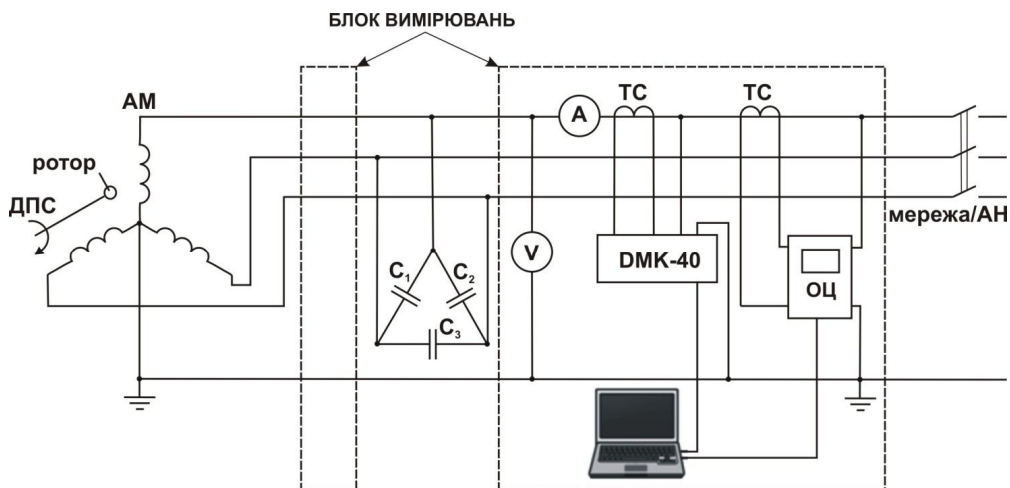 БЛОК ВИМІРЮВАНЬ
АМ
ТС
ТС
A
ротор
ДПС
мережа/АН
V
DMK-40
ОЦ
C₁
C₂
C₃